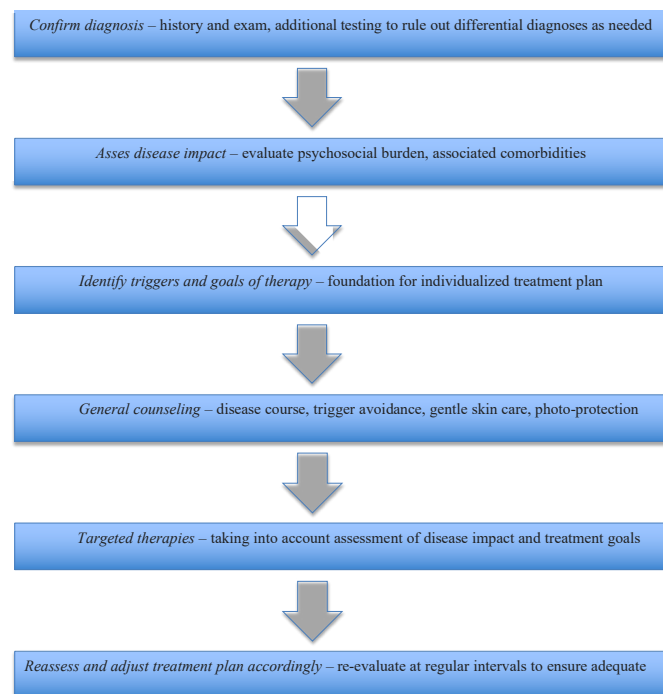 Confirm diagnosis – history and exam, additional testing to rule out differential diagnoses as needed
Asses disease impact – evaluate psychosocial burden, associated comorbidities
Identify triggers and goals of therapy – foundation for individualized treatment plan
General counseling – disease course, trigger avoidance, gentle skin care, photo-protection
Targeted therapies – taking into account assessment of disease impact and treatment goals
Reassess and adjust treatment plan accordingly – re-evaluate at regular intervals to ensure adequate